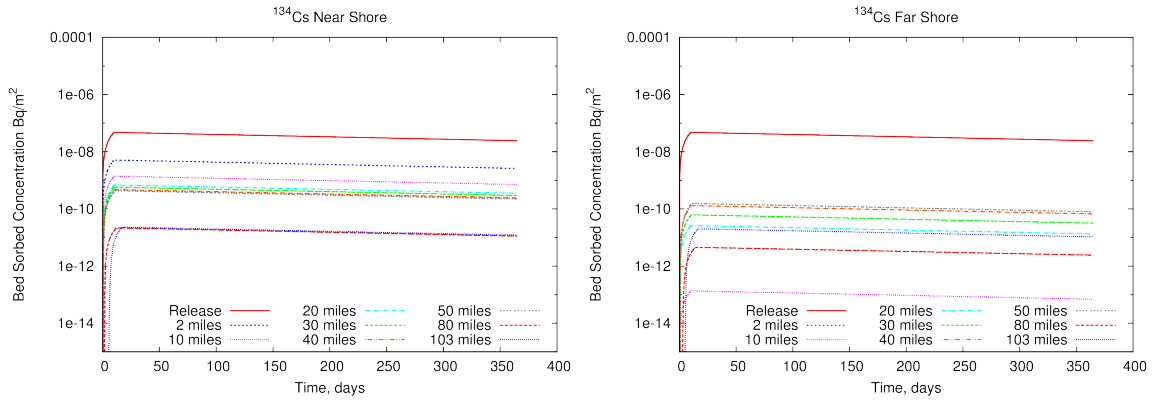 ¹³⁴Cs Near Shore
Bed Sorbed Concentration Bq/m²
0.0001
1e-06
1e-08
1e-10
1e-12
1e-14
Release
2 miles
10 miles
20 miles
30 miles
40 miles
50 miles
80 miles
103 miles
0 50 100 150 200 250 300 350 400
Time, days
¹³⁴Cs Far Shore
Bed Sorbed Concentration Bq/m²
0.0001
1e-06
1e-08
1e-10
1e-12
1e-14
Release
2 miles
10 miles
20 miles
30 miles
40 miles
50 miles
80 miles
103 miles
0 50 100 150 200 250 300 350 400
Time, days